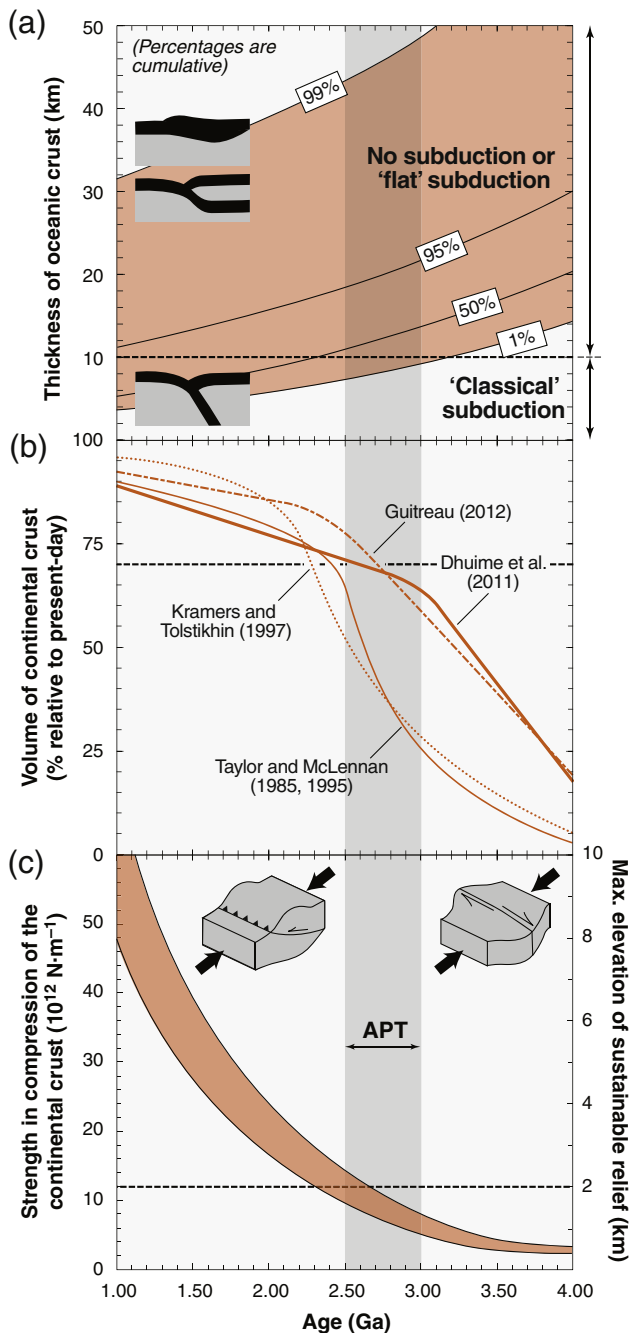 (a)
50
40
30
20
10
Thickness of oceanic crust (km)
(Percentages are
cumulative)
99%
No subduction or
'flat' subduction
95%
50%
1%
'Classical'
subduction
(b)
100
75
50
25
0
Volume of continental crust
(% relative to present-day)
Guitreau (2012)
Dhuime et al.
(2011)
Kramers and
Tolstikhin (1997)
Taylor and McLennan
(1985, 1995)
(c)
50
40
30
20
10
0
Strength in compression of the
continental crust (10¹² N·m⁻¹)
APT
10
8
6
4
2
0
Max. elevation of sustainable relief
(km)
1.00 2.00 2.50 3.00 4.00
Age (Ga)